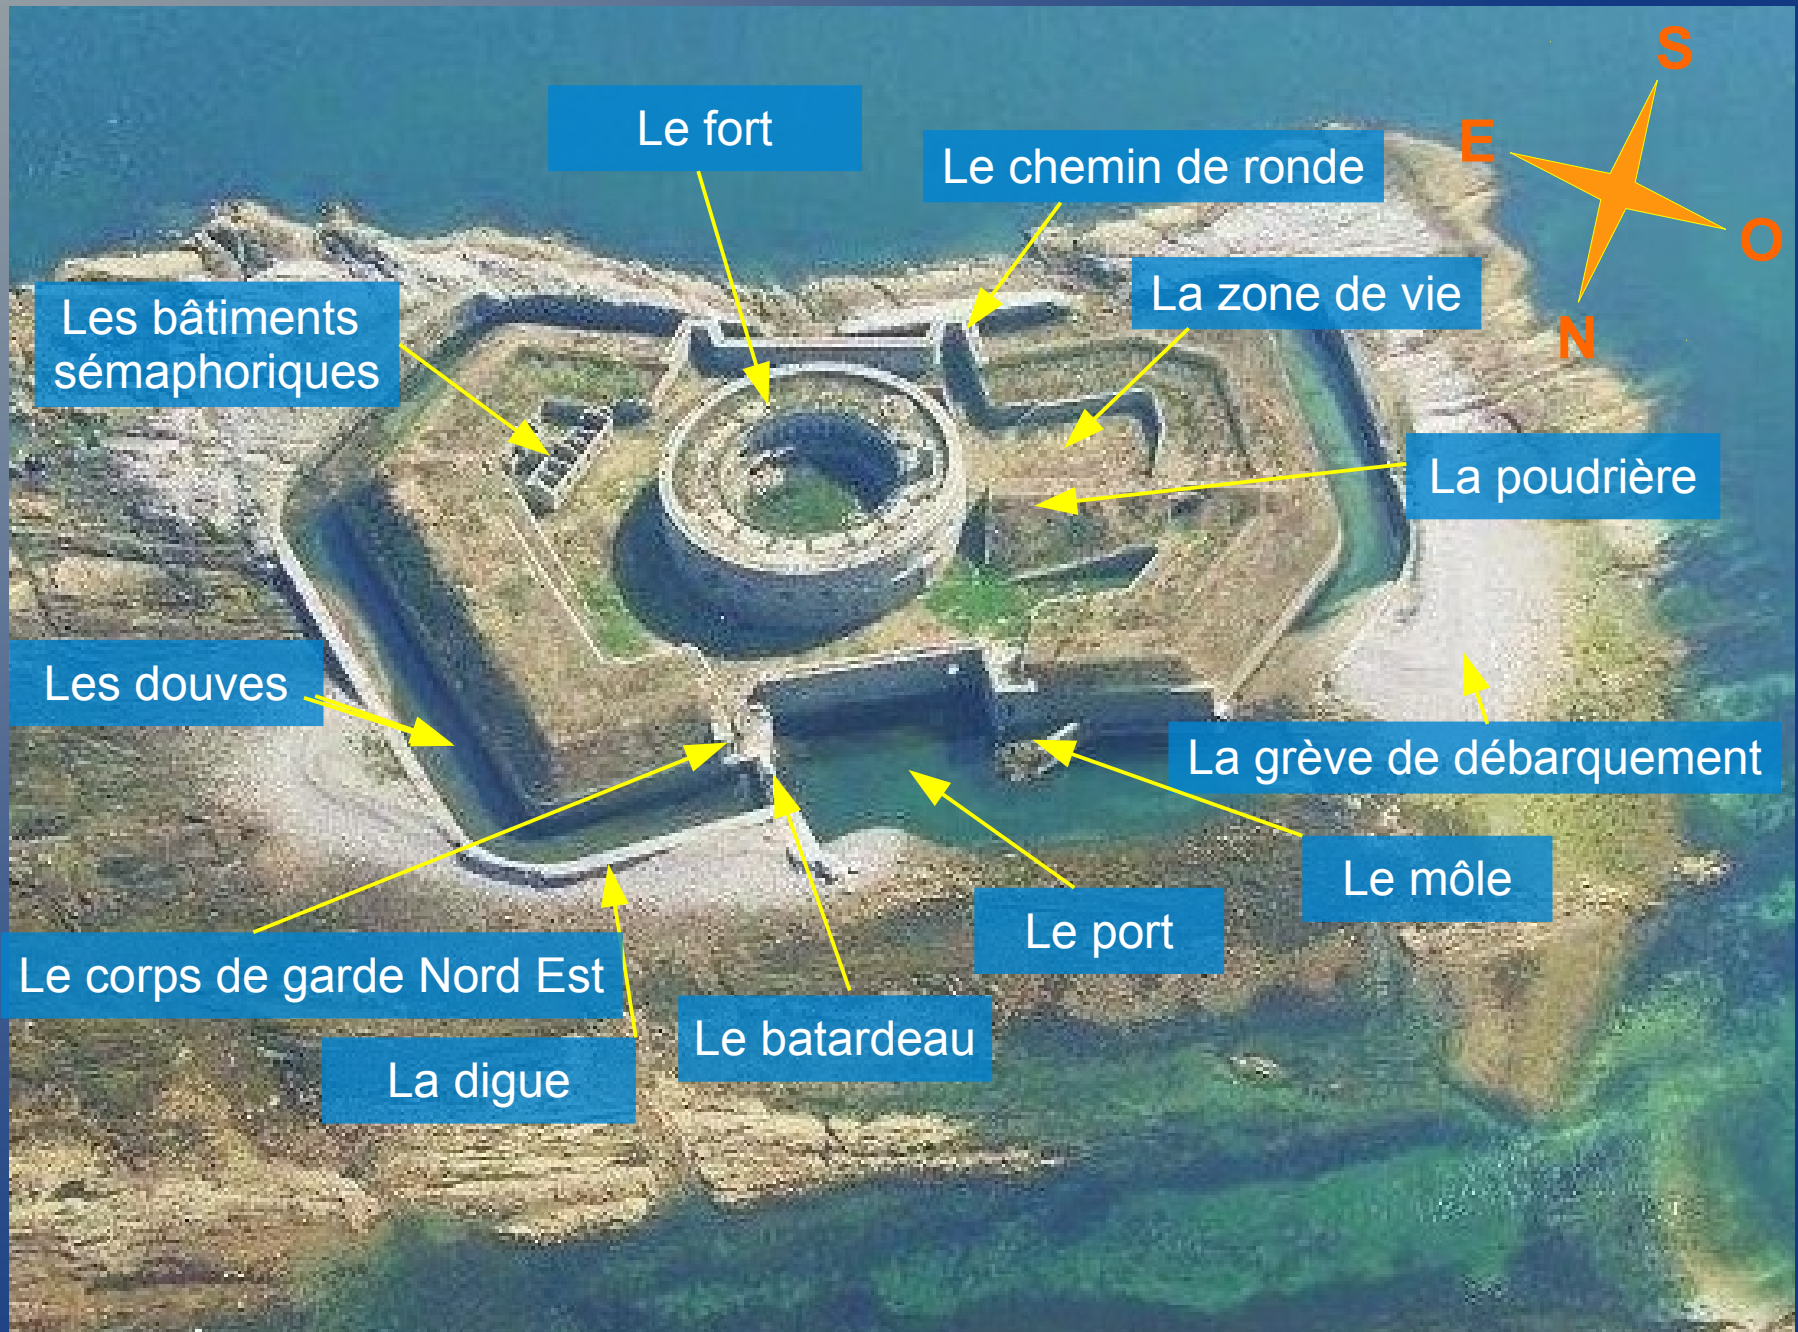 S
Le fort
E
Le chemin de ronde
O
La zone de vie
Les bâtiments
sémaphoriques
N
La poudrière
Les douves
La grève de débarquement
Le môle
Le port
Le corps de garde Nord Est
Le batardeau
La digue